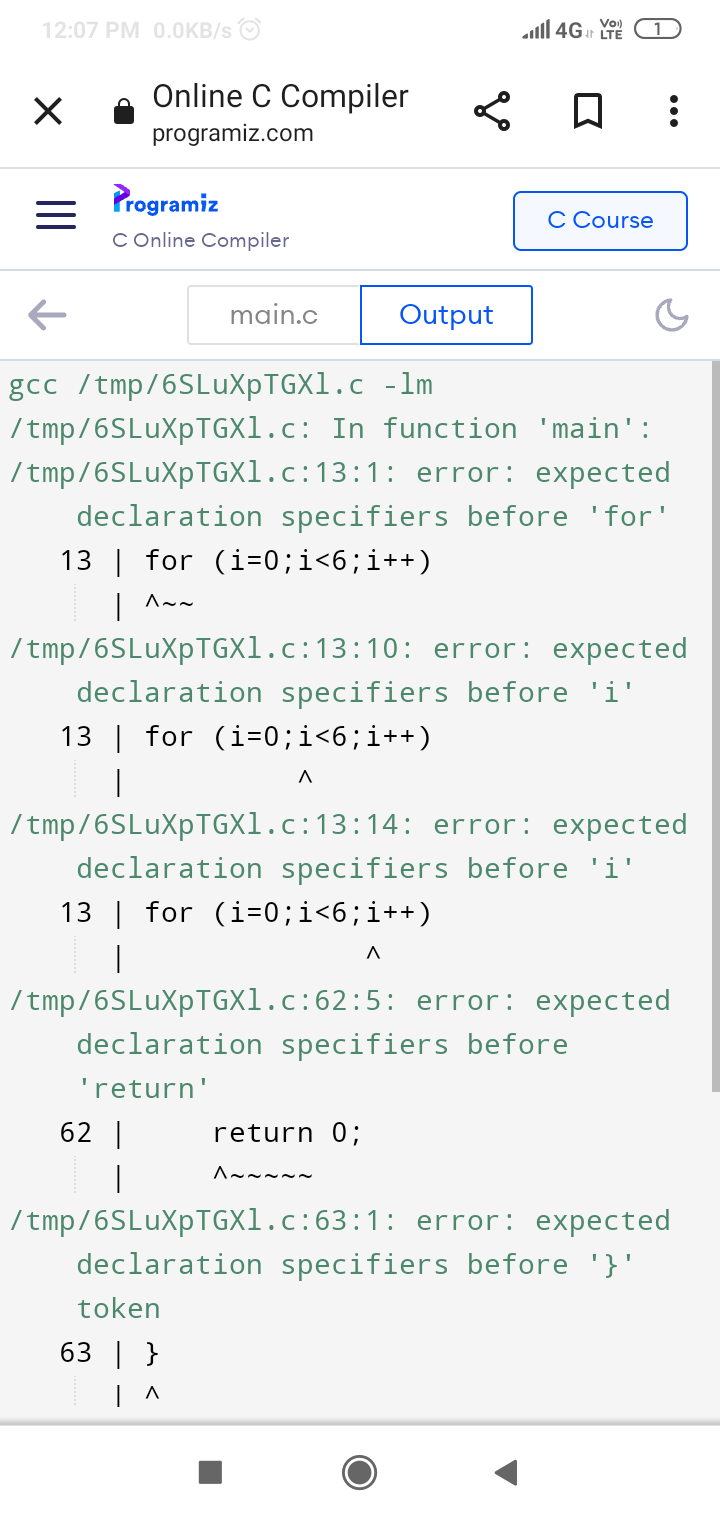 12:07 PM 0.0KB/s 4G Vo) LTE 1
Online C Compiler
programiz.com
Programiz
C Online Compiler
C Course
main.c Output
gcc /tmp/6SLuXpTGXl.c -lm
/tmp/6SLuXpTGXl.c: In function 'main':
/tmp/6SLuXpTGXl.c:13:1: error: expected
declaration specifiers before 'for'
13 | for (i=0;i<6;i++)
| ^~~
/tmp/6SLuXpTGXl.c:13:10: error: expected
declaration specifiers before 'i'
13 | for (i=0;i<6;i++)
| ^
/tmp/6SLuXpTGXl.c:13:14: error: expected
declaration specifiers before 'i'
13 | for (i=0;i<6;i++)
| ^
/tmp/6SLuXpTGXl.c:62:5: error: expected
declaration specifiers before
'return'
62 | return 0;
| ^~~~~~
/tmp/6SLuXpTGXl.c:63:1: error: expected
declaration specifiers before '}'
token
63 | }
| ^